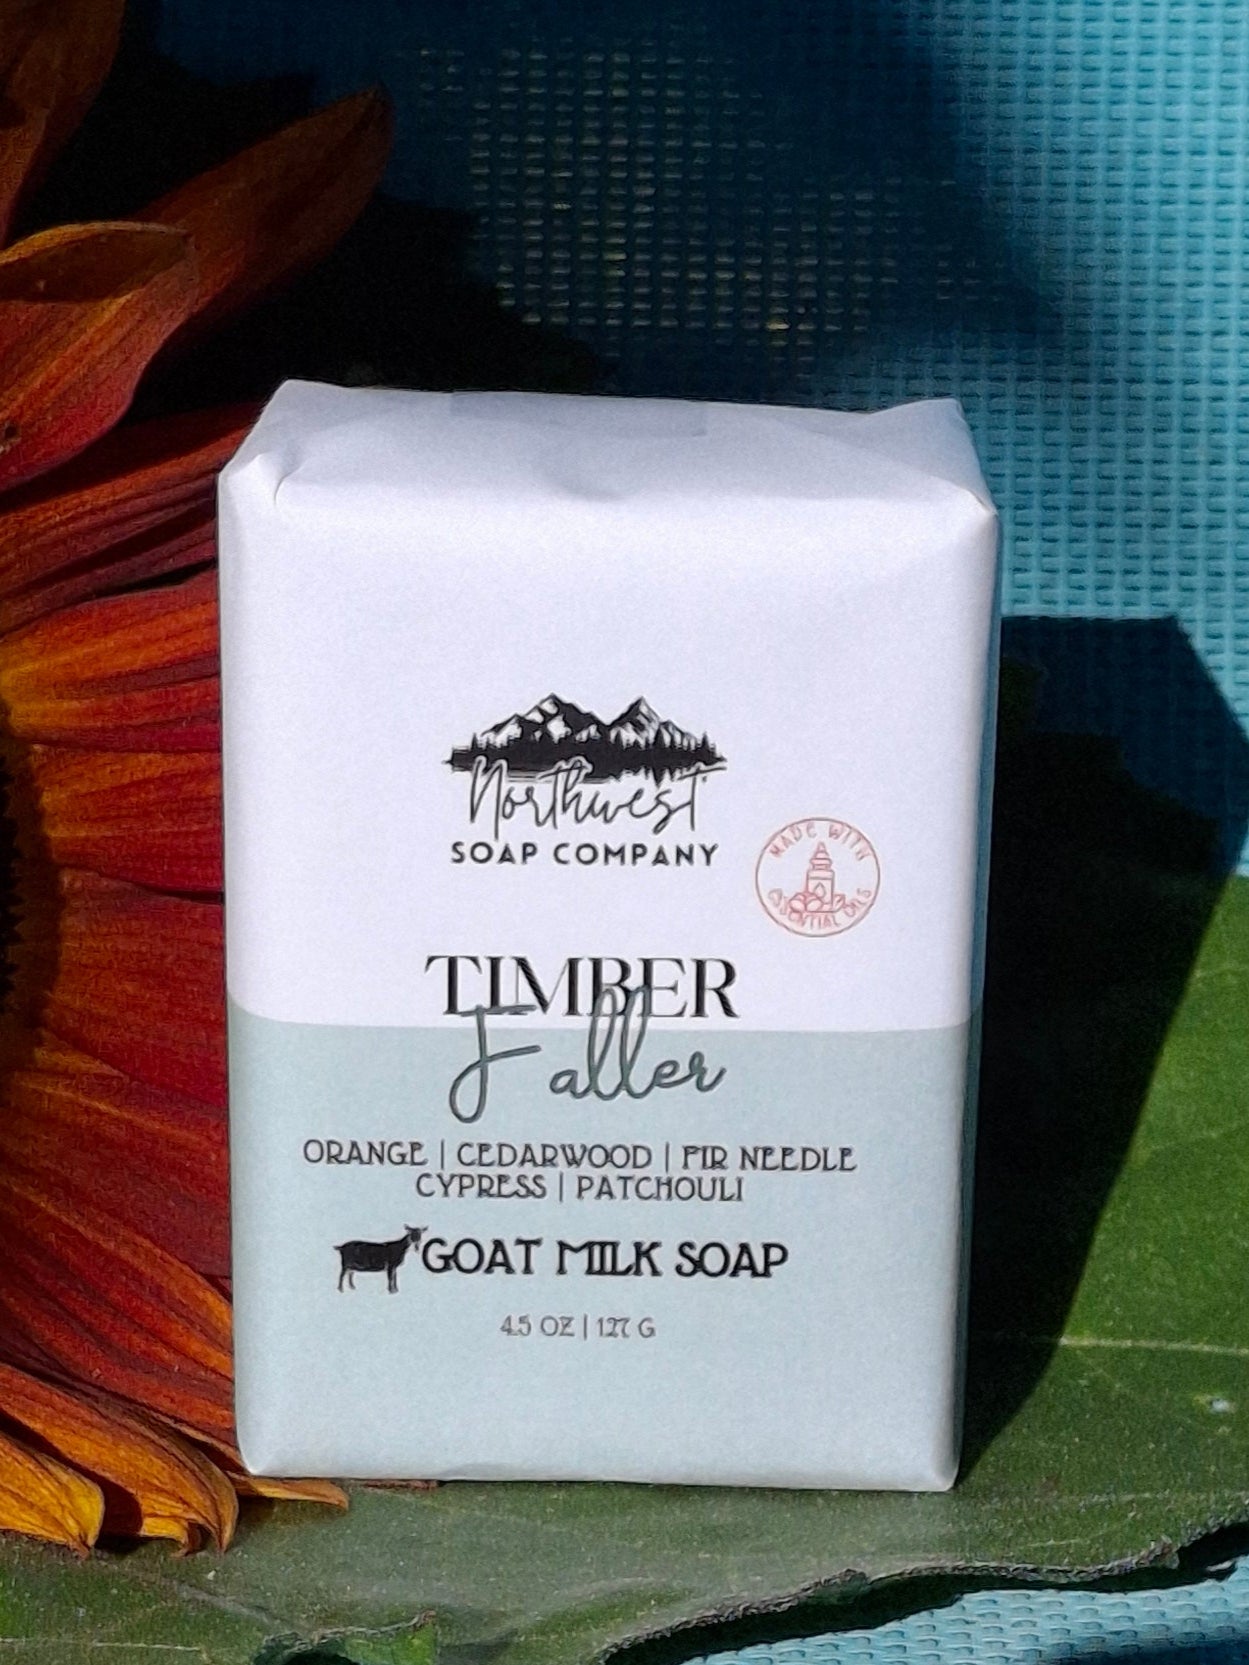 Northwest
SOAP COMPANY
MADE WITH
ESSENTIAL OILS
TIMBER
Faller
ORANGE | CEDARWOOD | FIR NEEDLE
CYPRESS | PATCHOULI
GOAT MILK SOAP
4.5 OZ | 127 G